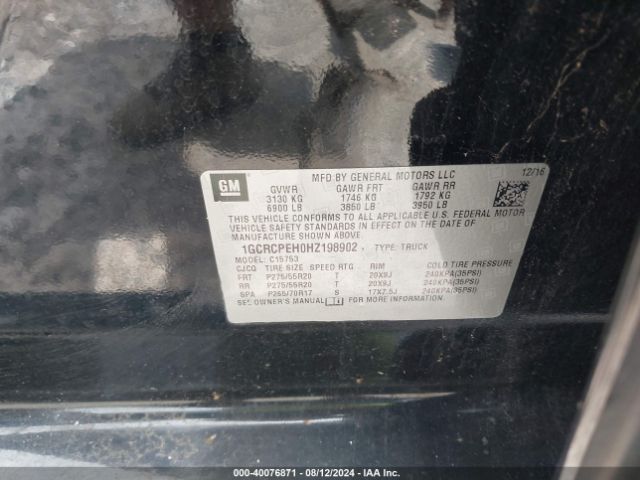 GM
MFD BY GENERAL MOTORS LLC
12/16
GVWR GAWR FRT GAWR RR
3130 KG 1746 KG 1792 KG
6900 LB 3850 LB 3950 LB
THIS VEHICLE CONFORMS TO ALL APPLICABLE U.S. FEDERAL MOTOR
VEHICLE SAFETY STANDARDS IN EFFECT ON THE DATE OF
MANUFACTURE SHOWN ABOVE.
1GCRCPEH0HZ198902 TYPE: TRUCK
MODEL: C15753
CJCQ TIRE SIZE SPEED RTG RIM COLD TIRE PRESSURE
FRT P275/55R20 T 20X9J 240KPA(35PSI)
RR P275/55R20 T 20X9J 240KPA(35PSI)
SPA P265/70R17 S 17X7.5J 240KPA(35PSI)
SEE OWNER'S MANUAL
000-40076871 - 08/12/2024 - IAA Inc.